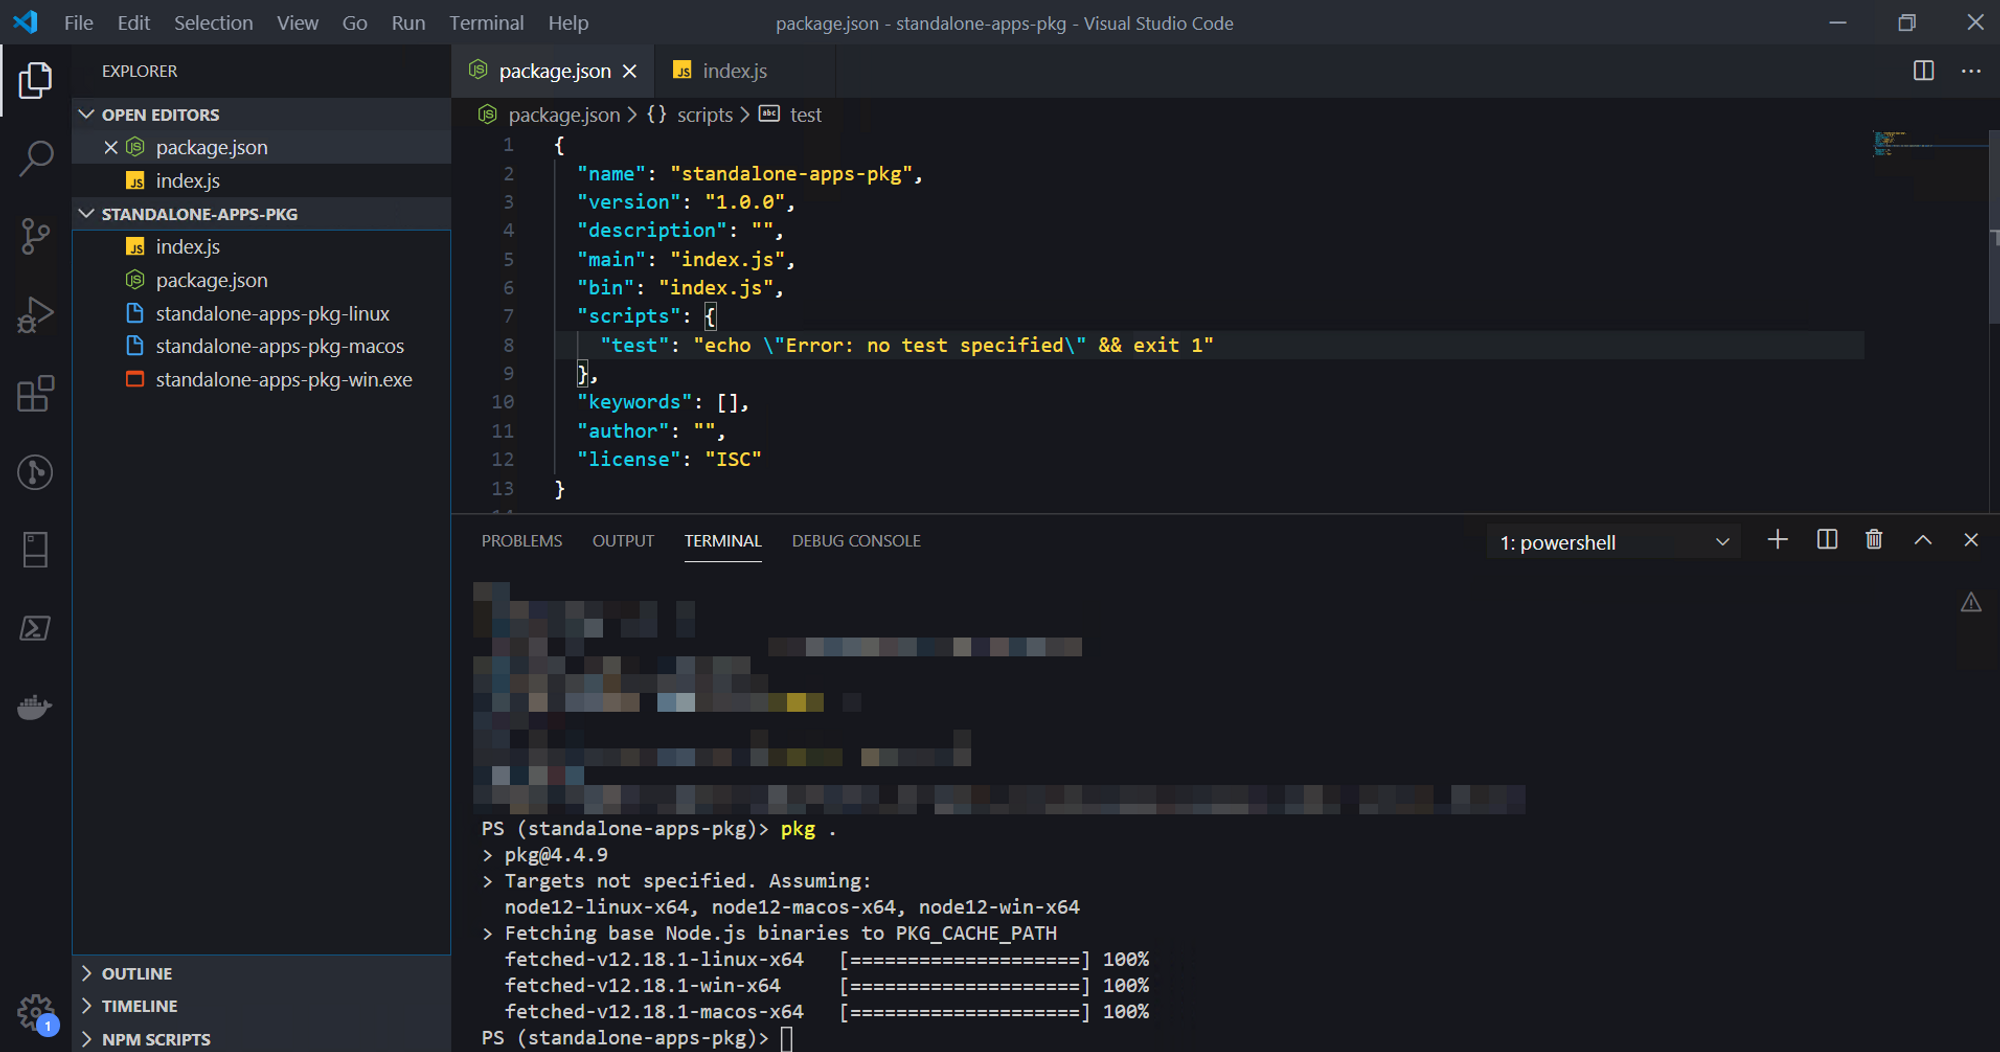 File Edit Selection View Go Run Terminal Help
package.json - standalone-apps-pkg - Visual Studio Code
EXPLORER
OPEN EDITORS
package.json
JS index.js
STANDALONE-APPS-PKG
JS index.js
package.json
standalone-apps-pkg-linux
standalone-apps-pkg-macos
standalone-apps-pkg-win.exe
OUTLINE
TIMELINE
NPM SCRIPTS
1
package.json
JS index.js
package.json > {} scripts > abc test
1 {
2 "name": "standalone-apps-pkg",
3 "version": "1.0.0",
4 "description": "",
5 "main": "index.js",
6 "bin": "index.js",
7 "scripts": {
8 "test": "echo \"Error: no test specified\" && exit 1"
9 },
10 "keywords": [],
11 "author": "",
12 "license": "ISC"
13 }
PROBLEMS OUTPUT TERMINAL DEBUG CONSOLE
1: powershell
PS (standalone-apps-pkg)> pkg .
> pkg@4.4.9
> Targets not specified. Assuming:
node12-linux-x64, node12-macos-x64, node12-win-x64
> Fetching base Node.js binaries to PKG_CACHE_PATH
fetched-v12.18.1-linux-x64 [====================] 100%
fetched-v12.18.1-win-x64 [====================] 100%
fetched-v12.18.1-macos-x64 [====================] 100%
PS (standalone-apps-pkg)>